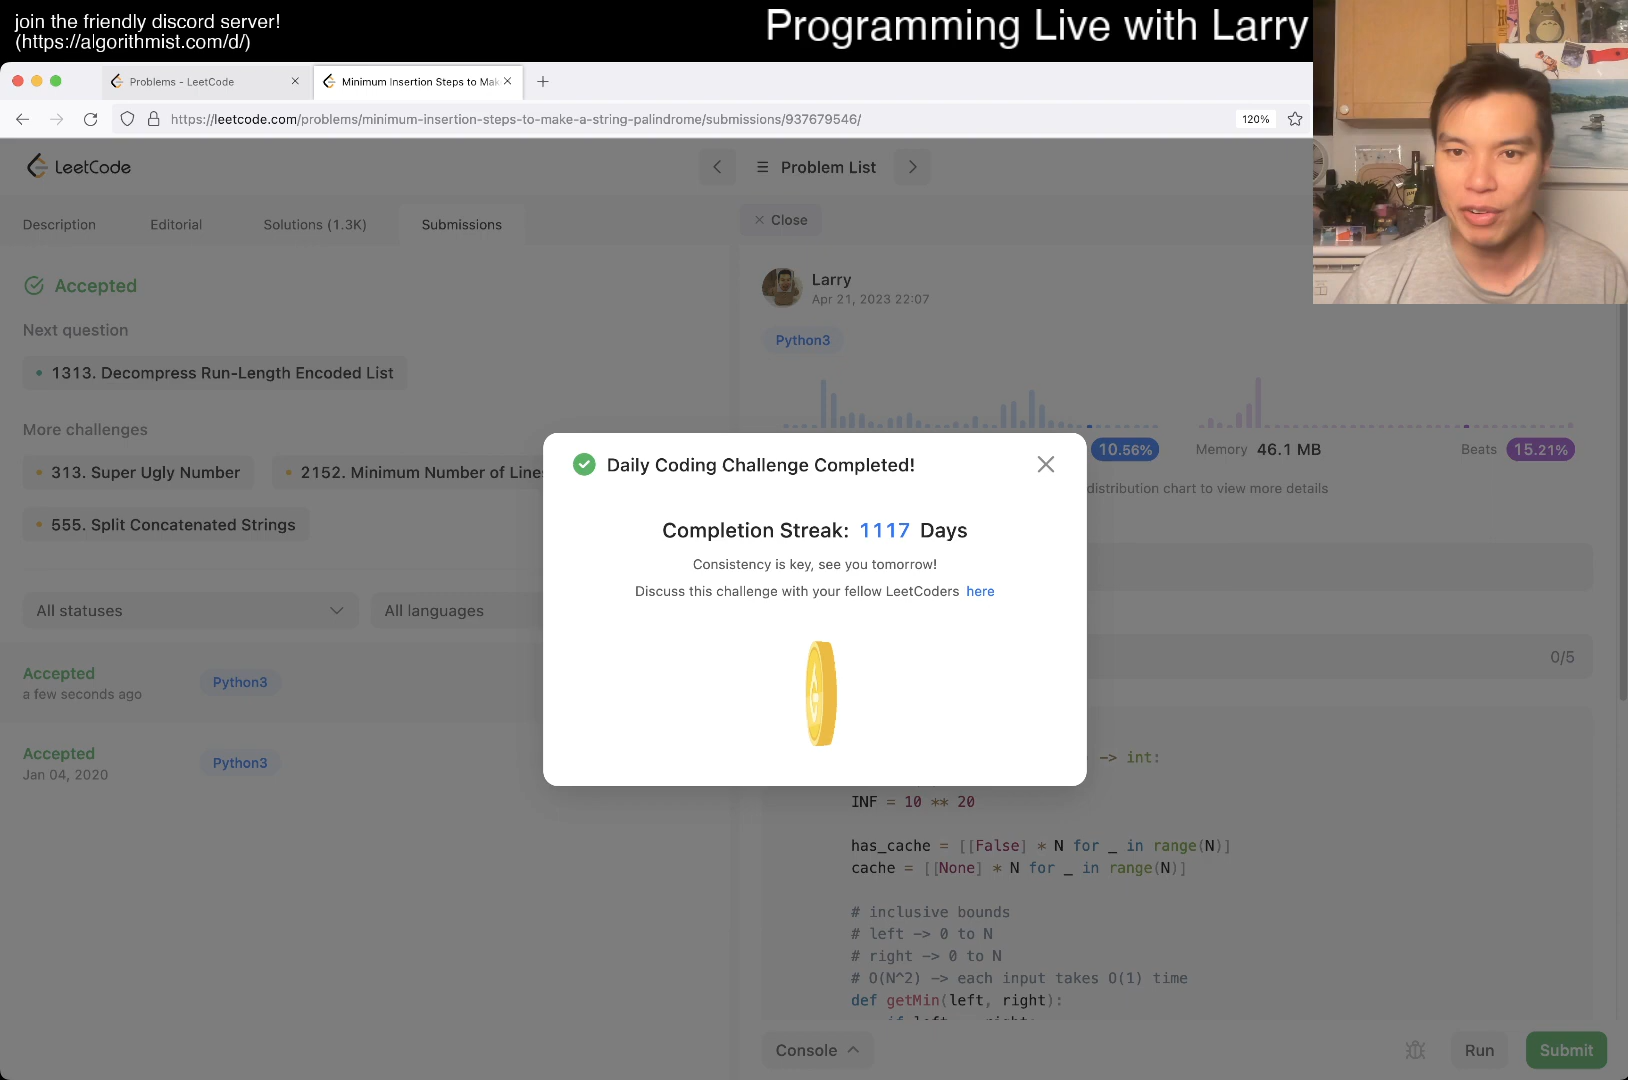 join the friendly discord server!
(https://algorithmist.com/d/)
Programming Live with Larry
Problems - LeetCode
Minimum Insertion Steps to Mak
https://leetcode.com/problems/minimum-insertion-steps-to-make-a-string-palindrome/submissions/937679546/
120%
LeetCode
Problem List
Description
Editorial
Solutions (1.3K)
Submissions
Close
Accepted
Larry
Apr 21, 2023 22:07
Next question
Python3
1313. Decompress Run-Length Encoded List
More challenges
10.56%
Memory 46.1 MB
Beats 15.21%
313. Super Ugly Number
2152. Minimum Number of Line
distribution chart to view more details
555. Split Concatenated Strings
Daily Coding Challenge Completed!
Completion Streak: 1117 Days
Consistency is key, see you tomorrow!
Discuss this challenge with your fellow LeetCoders here
All statuses
All languages
0/5
Accepted
a few seconds ago
Python3
Accepted
Jan 04, 2020
Python3
-> int:
INF = 10 ** 20
has_cache = [[False] * N for _ in range(N)]
cache = [[None] * N for _ in range(N)]
# inclusive bounds
# left -> 0 to N
# right -> 0 to N
# O(N^2) -> each input takes O(1) time
def getMin(left, right):
Console
Run
Submit